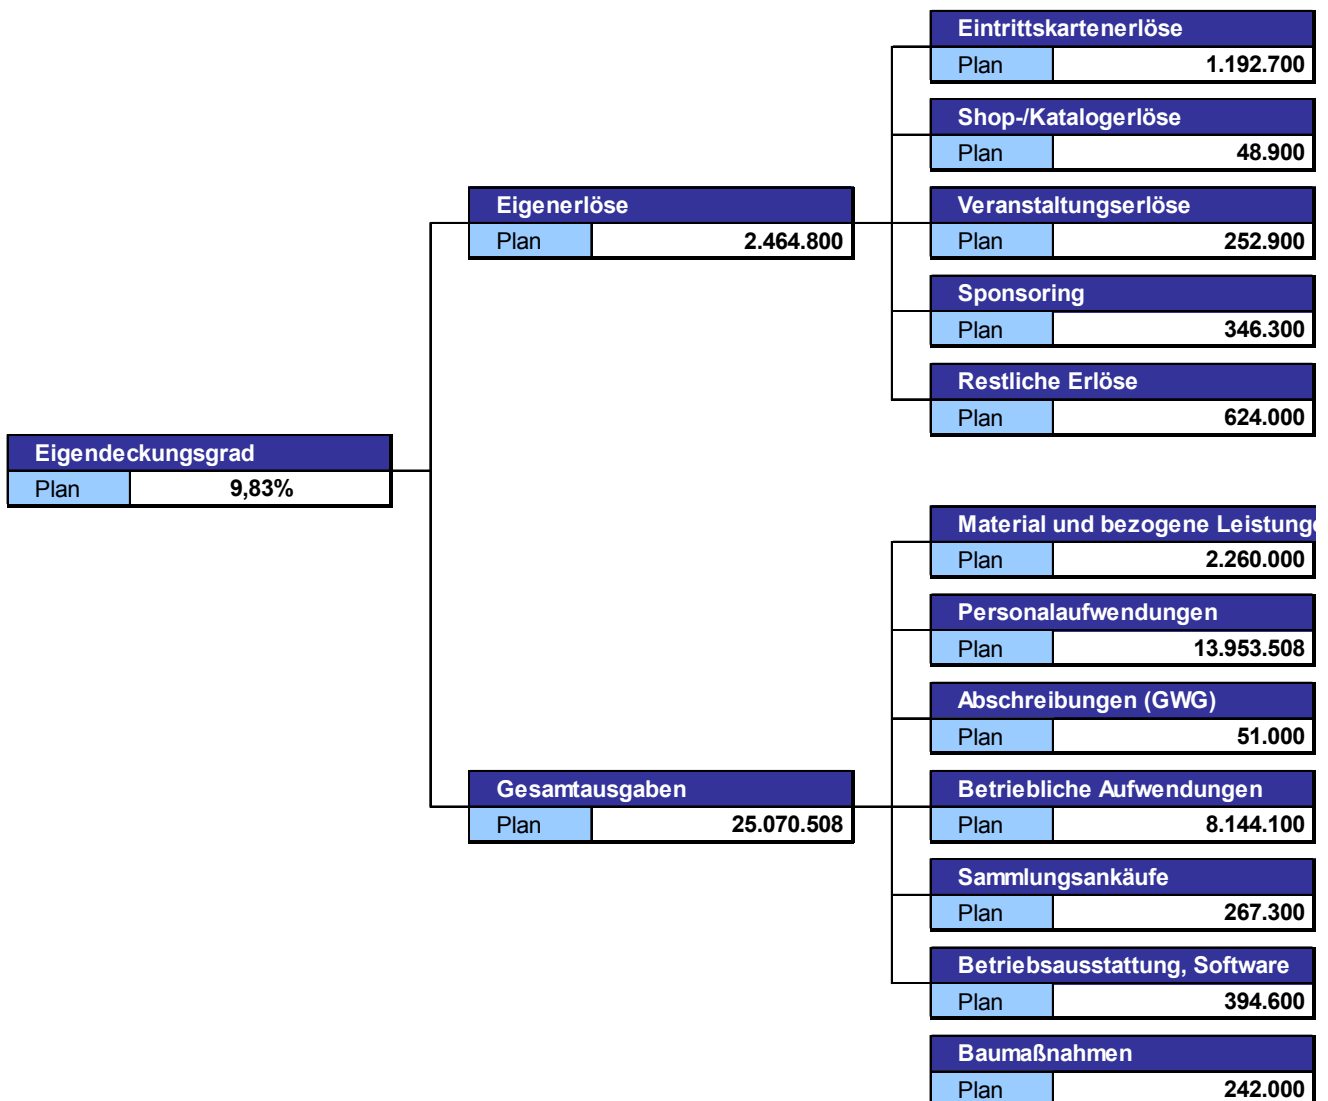 Eintrittskartenerlöse
Plan 1.192.700
Shop-/Katalogerlöse
Plan 48.900
Eigenerlöse
Plan 2.464.800
Veranstaltungserlöse
Plan 252.900
Sponsoring
Plan 346.300
Restliche Erlöse
Plan 624.000
Eigendeckungsgrad
Plan 9,83%
Material und bezogene Leistunge
Plan 2.260.000
Personalaufwendungen
Plan 13.953.508
Abschreibungen (GWG)
Plan 51.000
Gesamtausgaben
Plan 25.070.508
Betriebliche Aufwendungen
Plan 8.144.100
Sammlungsankäufe
Plan 267.300
Betriebsausstattung, Software
Plan 394.600
Baumaßnahmen
Plan 242.000